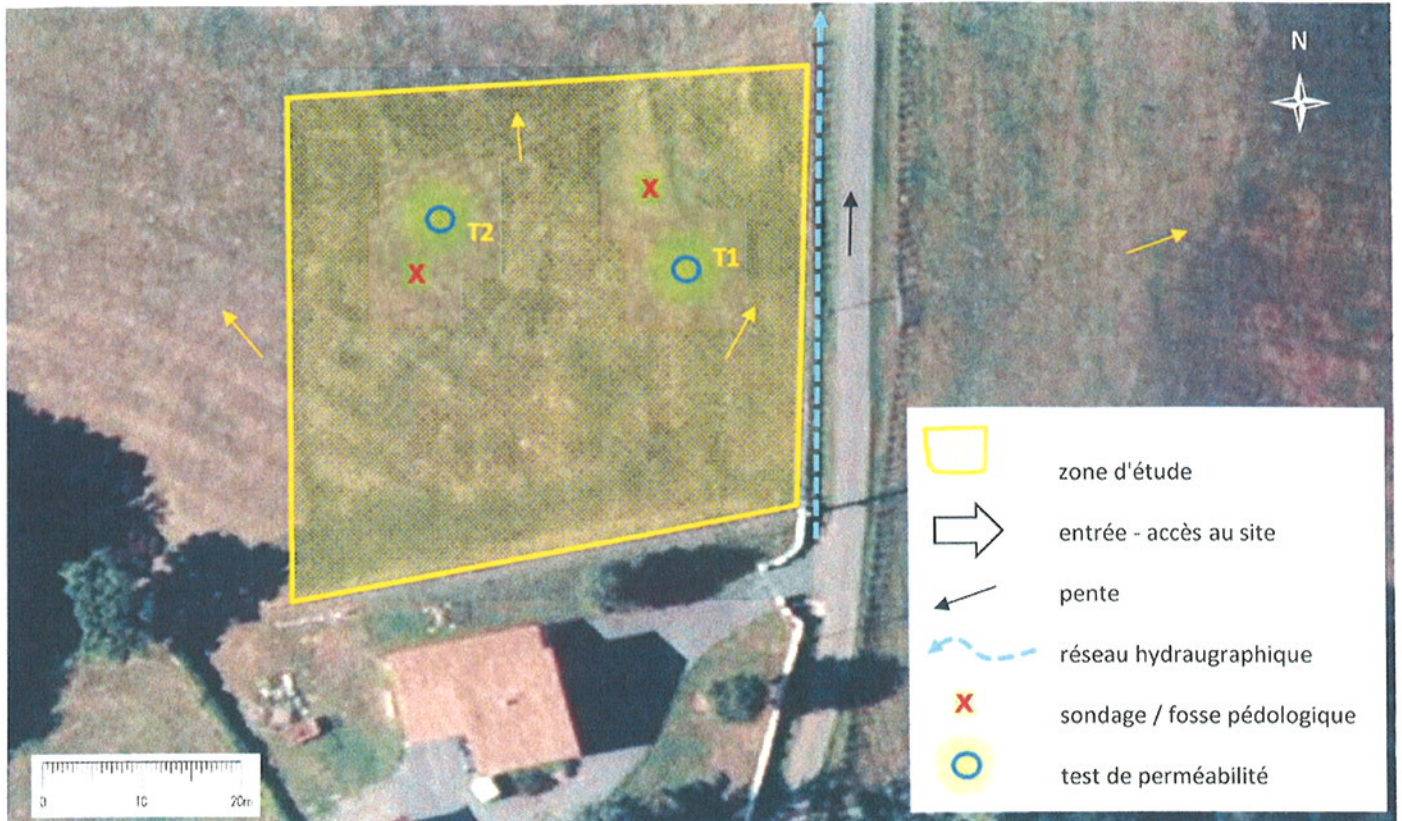 N
X
T2
T1
X
zone d'étude
entrée - accès au site
pente
réseau hydraugraphique
X
sondage / fosse pédologique
test de perméabilité
0 10 20m